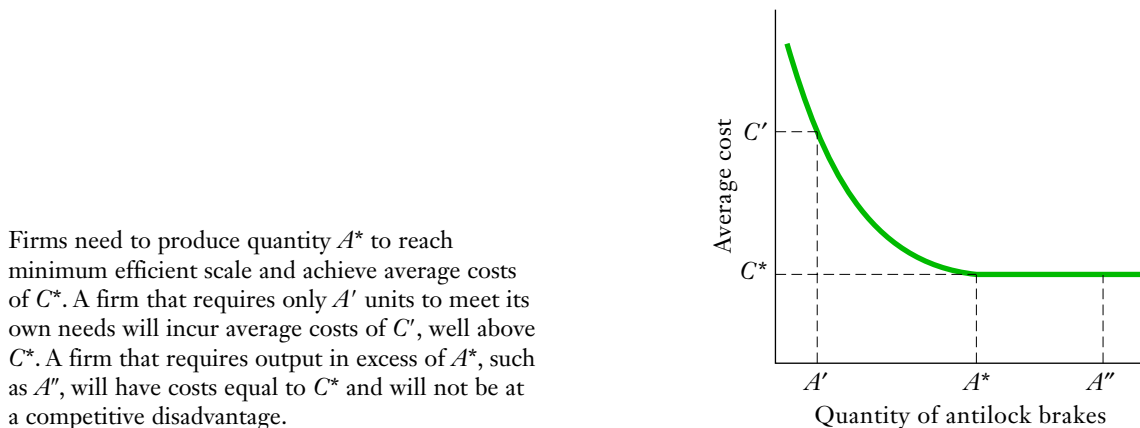 Firms need to produce quantity A* to reach
minimum efficient scale and achieve average costs
of C*. A firm that requires only A′ units to meet its
own needs will incur average costs of C′, well above
C*. A firm that requires output in excess of A*, such
as A″, will have costs equal to C* and will not be at
a competitive disadvantage.
Average cost
C′
C*
A′ A* A″
Quantity of antilock brakes